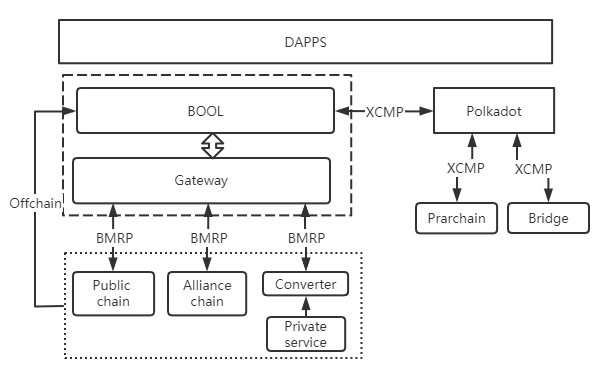 DAPPS
BOOL
XCMP
Polkadot
Gateway
XCMP
XCMP
Offchain
Prarchain
Bridge
BMRP
BMRP
BMRP
Public
chain
Alliance
chain
Converter
Private
service